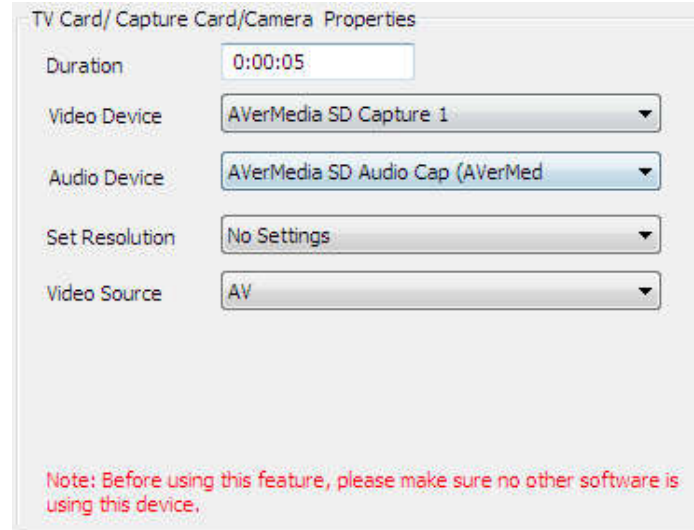 TV Card/ Capture Card/Camera Properties
Duration 0:00:05
Video Device AVerMedia SD Capture 1
Audio Device AVerMedia SD Audio Cap (AVerMed
Set Resolution No Settings
Video Source AV
Note: Before using this feature, please make sure no other software is
using this device.